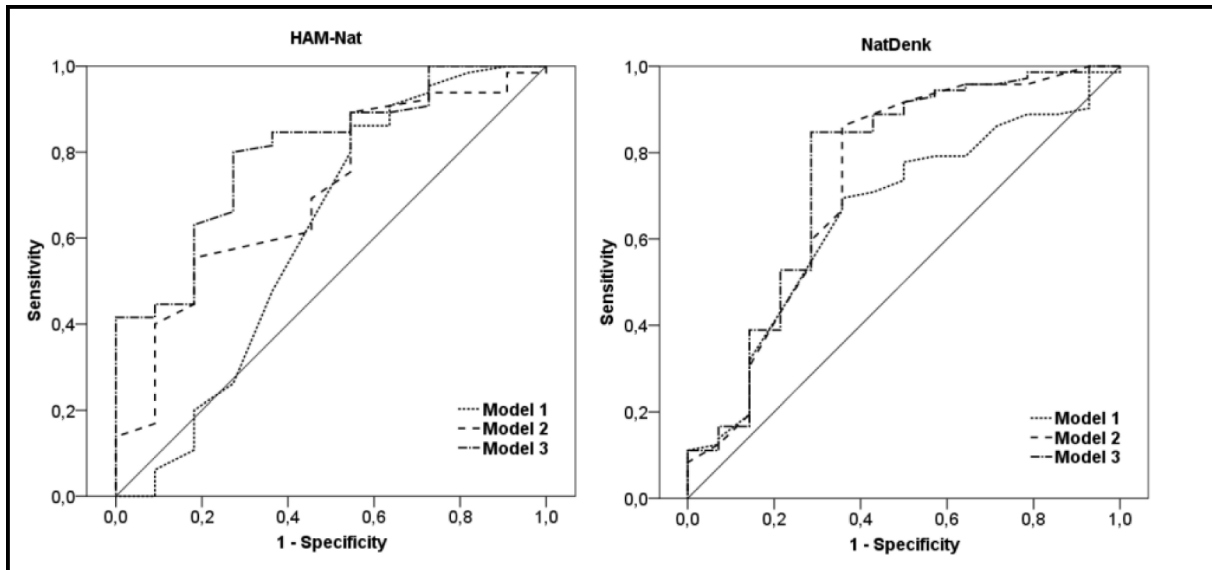 HAM-Nat
1,0
0,8
0,6
0,4
0,2
0,0
Sensitvity
0,0 0,2 0,4 0,6 0,8 1,0
1 - Specificity
Model 1
Model 2
Model 3
NatDenk
1,0
0,8
0,6
0,4
0,2
0,0
Sensitivity
0,0 0,2 0,4 0,6 0,8 1,0
1 - Specificity
Model 1
Model 2
Model 3